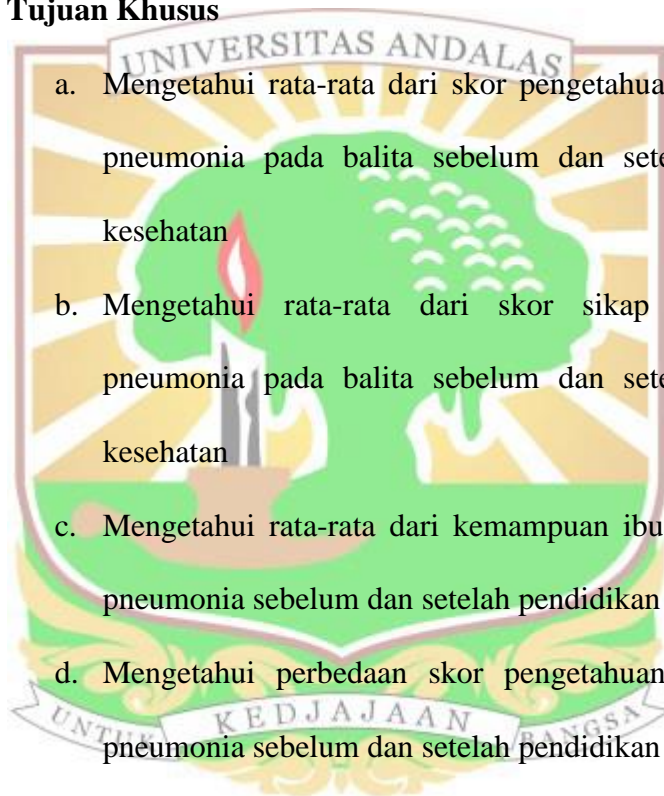 Tujuan Khusus
UNIVERSITAS ANDALAS
a. Mengetahui rata-rata dari skor pengetahua
pneumonia pada balita sebelum dan sete
kesehatan
b. Mengetahui rata-rata dari skor sikap
pneumonia pada balita sebelum dan sete
kesehatan
c. Mengetahui rata-rata dari kemampuan ibu
pneumonia sebelum dan setelah pendidikan
d. Mengetahui perbedaan skor pengetahuan
UNTUK KEDJAJAAN BANGSA
pneumonia sebelum dan setelah pendidikan